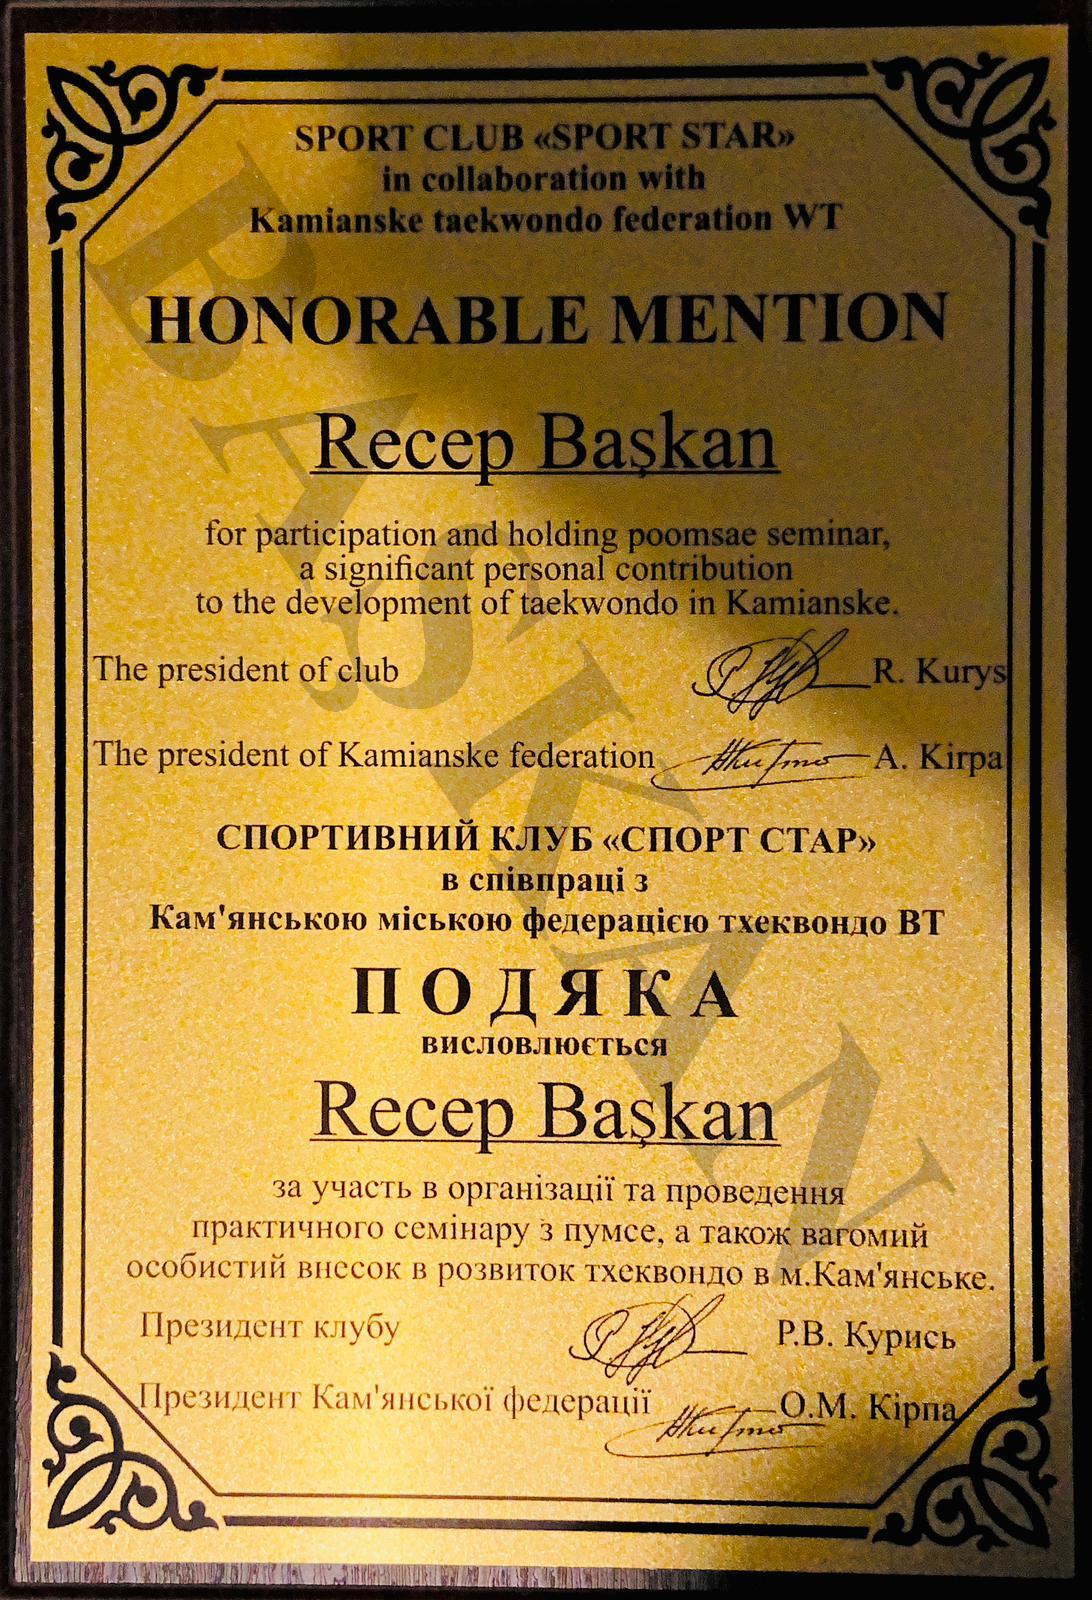 SPORT CLUB «SPORT STAR»
in collaboration with
Kamianske taekwondo federation WT
HONORABLE MENTION
Recep Başkan
for participation and holding poomsae seminar,
a significant personal contribution
to the development of taekwondo in Kamianske.
The president of club R. Kurys
The president of Kamianske federation A. Kirpa
СПОРТИВНИЙ КЛУБ «СПОРТ СТАР»
в співпраці з
Кам'янською міською федерацією тхеквондо ВТ
ПОДЯКА
висловлюється
Recep Başkan
за участь в організації та проведення
практичного семінару з пумсе, а також вагомий
особистий внесок в розвиток тхеквондо в м.Кам'янське.
Президент клубу Р.В. Курись
Президент Кам'янської федерації О.М. Кірпа
BAŞKAN